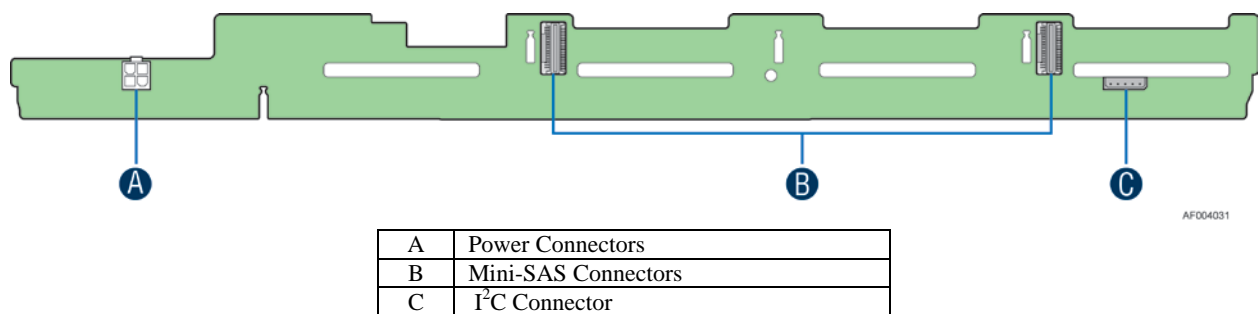 A
B
C
AF004031
A Power Connectors
B Mini-SAS Connectors
C I²C Connector